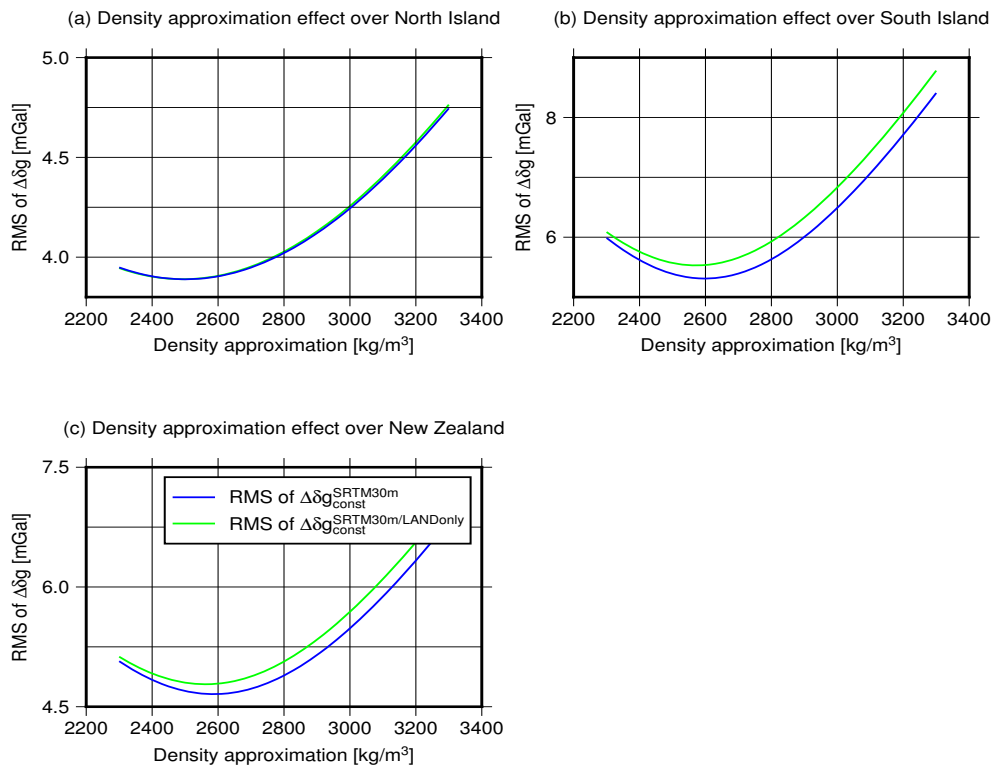 (a) Density approximation effect over North Island
5.0
4.5
4.0
RMS of Δδg [mGal]
2200 2400 2600 2800 3000 3200 3400
Density approximation [kg/m³]
(b) Density approximation effect over South Island
8
6
RMS of Δδg [mGal]
2200 2400 2600 2800 3000 3200 3400
Density approximation [kg/m³]
(c) Density approximation effect over New Zealand
7.5
6.0
4.5
RMS of Δδg [mGal]
RMS of Δδg SRTM30m const
RMS of Δδg SRTM30m/LANDonly const
2200 2400 2600 2800 3000 3200 3400
Density approximation [kg/m³]